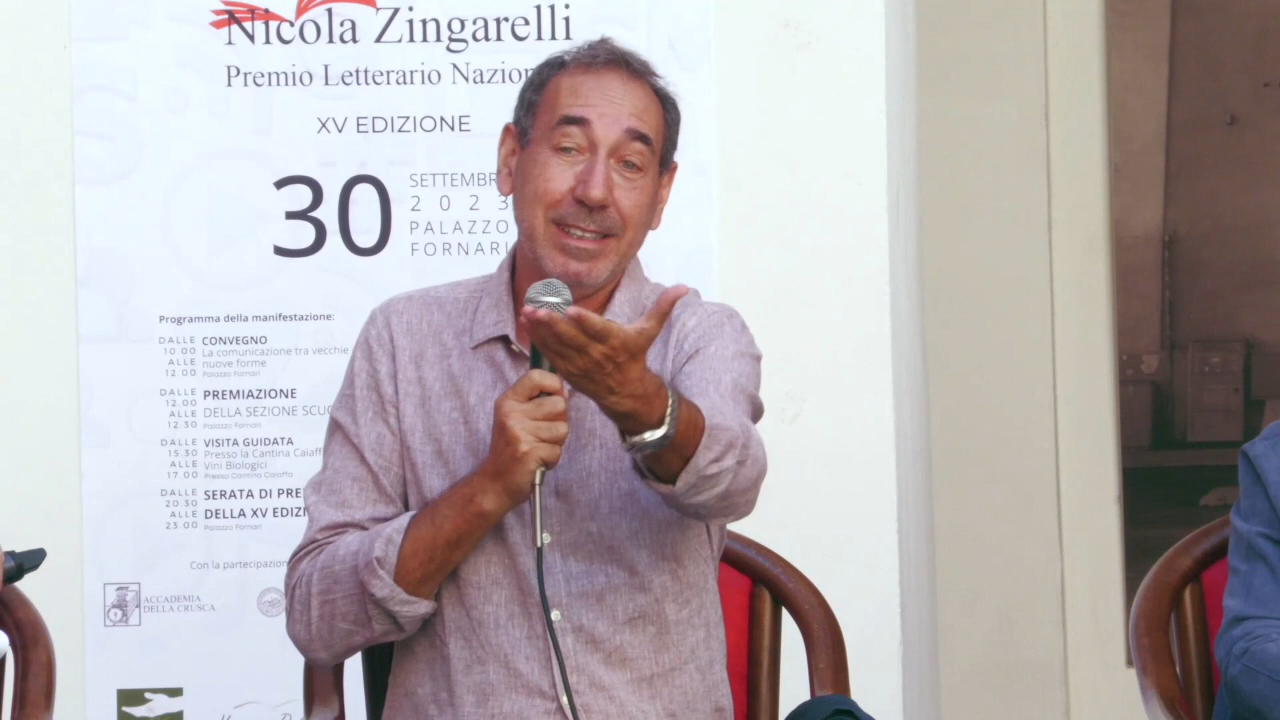 Nicola Zingarelli
Premio Letterario Nazion
XV EDIZIONE
30
SETTEMBR
2023
PALAZZO
FORNARI
Programma della manifestazione:
DALLE 10.00 ALLE 12.00
CONVEGNO
La comunicazione tra vecchie
nuove forme
Palazzo Fornari
DALLE 12.00 ALLE 12.30
PREMIAZIONE
DELLA SEZIONE SCUO
Palazzo Fornari
DALLE 15.30 ALLE 17.00
VISITA GUIDATA
Presso la Cantina Caiaff
Vini Biologici
Presso Cantina Caiaffa
DALLE 20.30 ALLE 23.00
SERATA DI PRE
DELLA XV EDIZI
Palazzo Fornari
Con la partecipazion
ACCADEMIA
DELLA CRUSCA